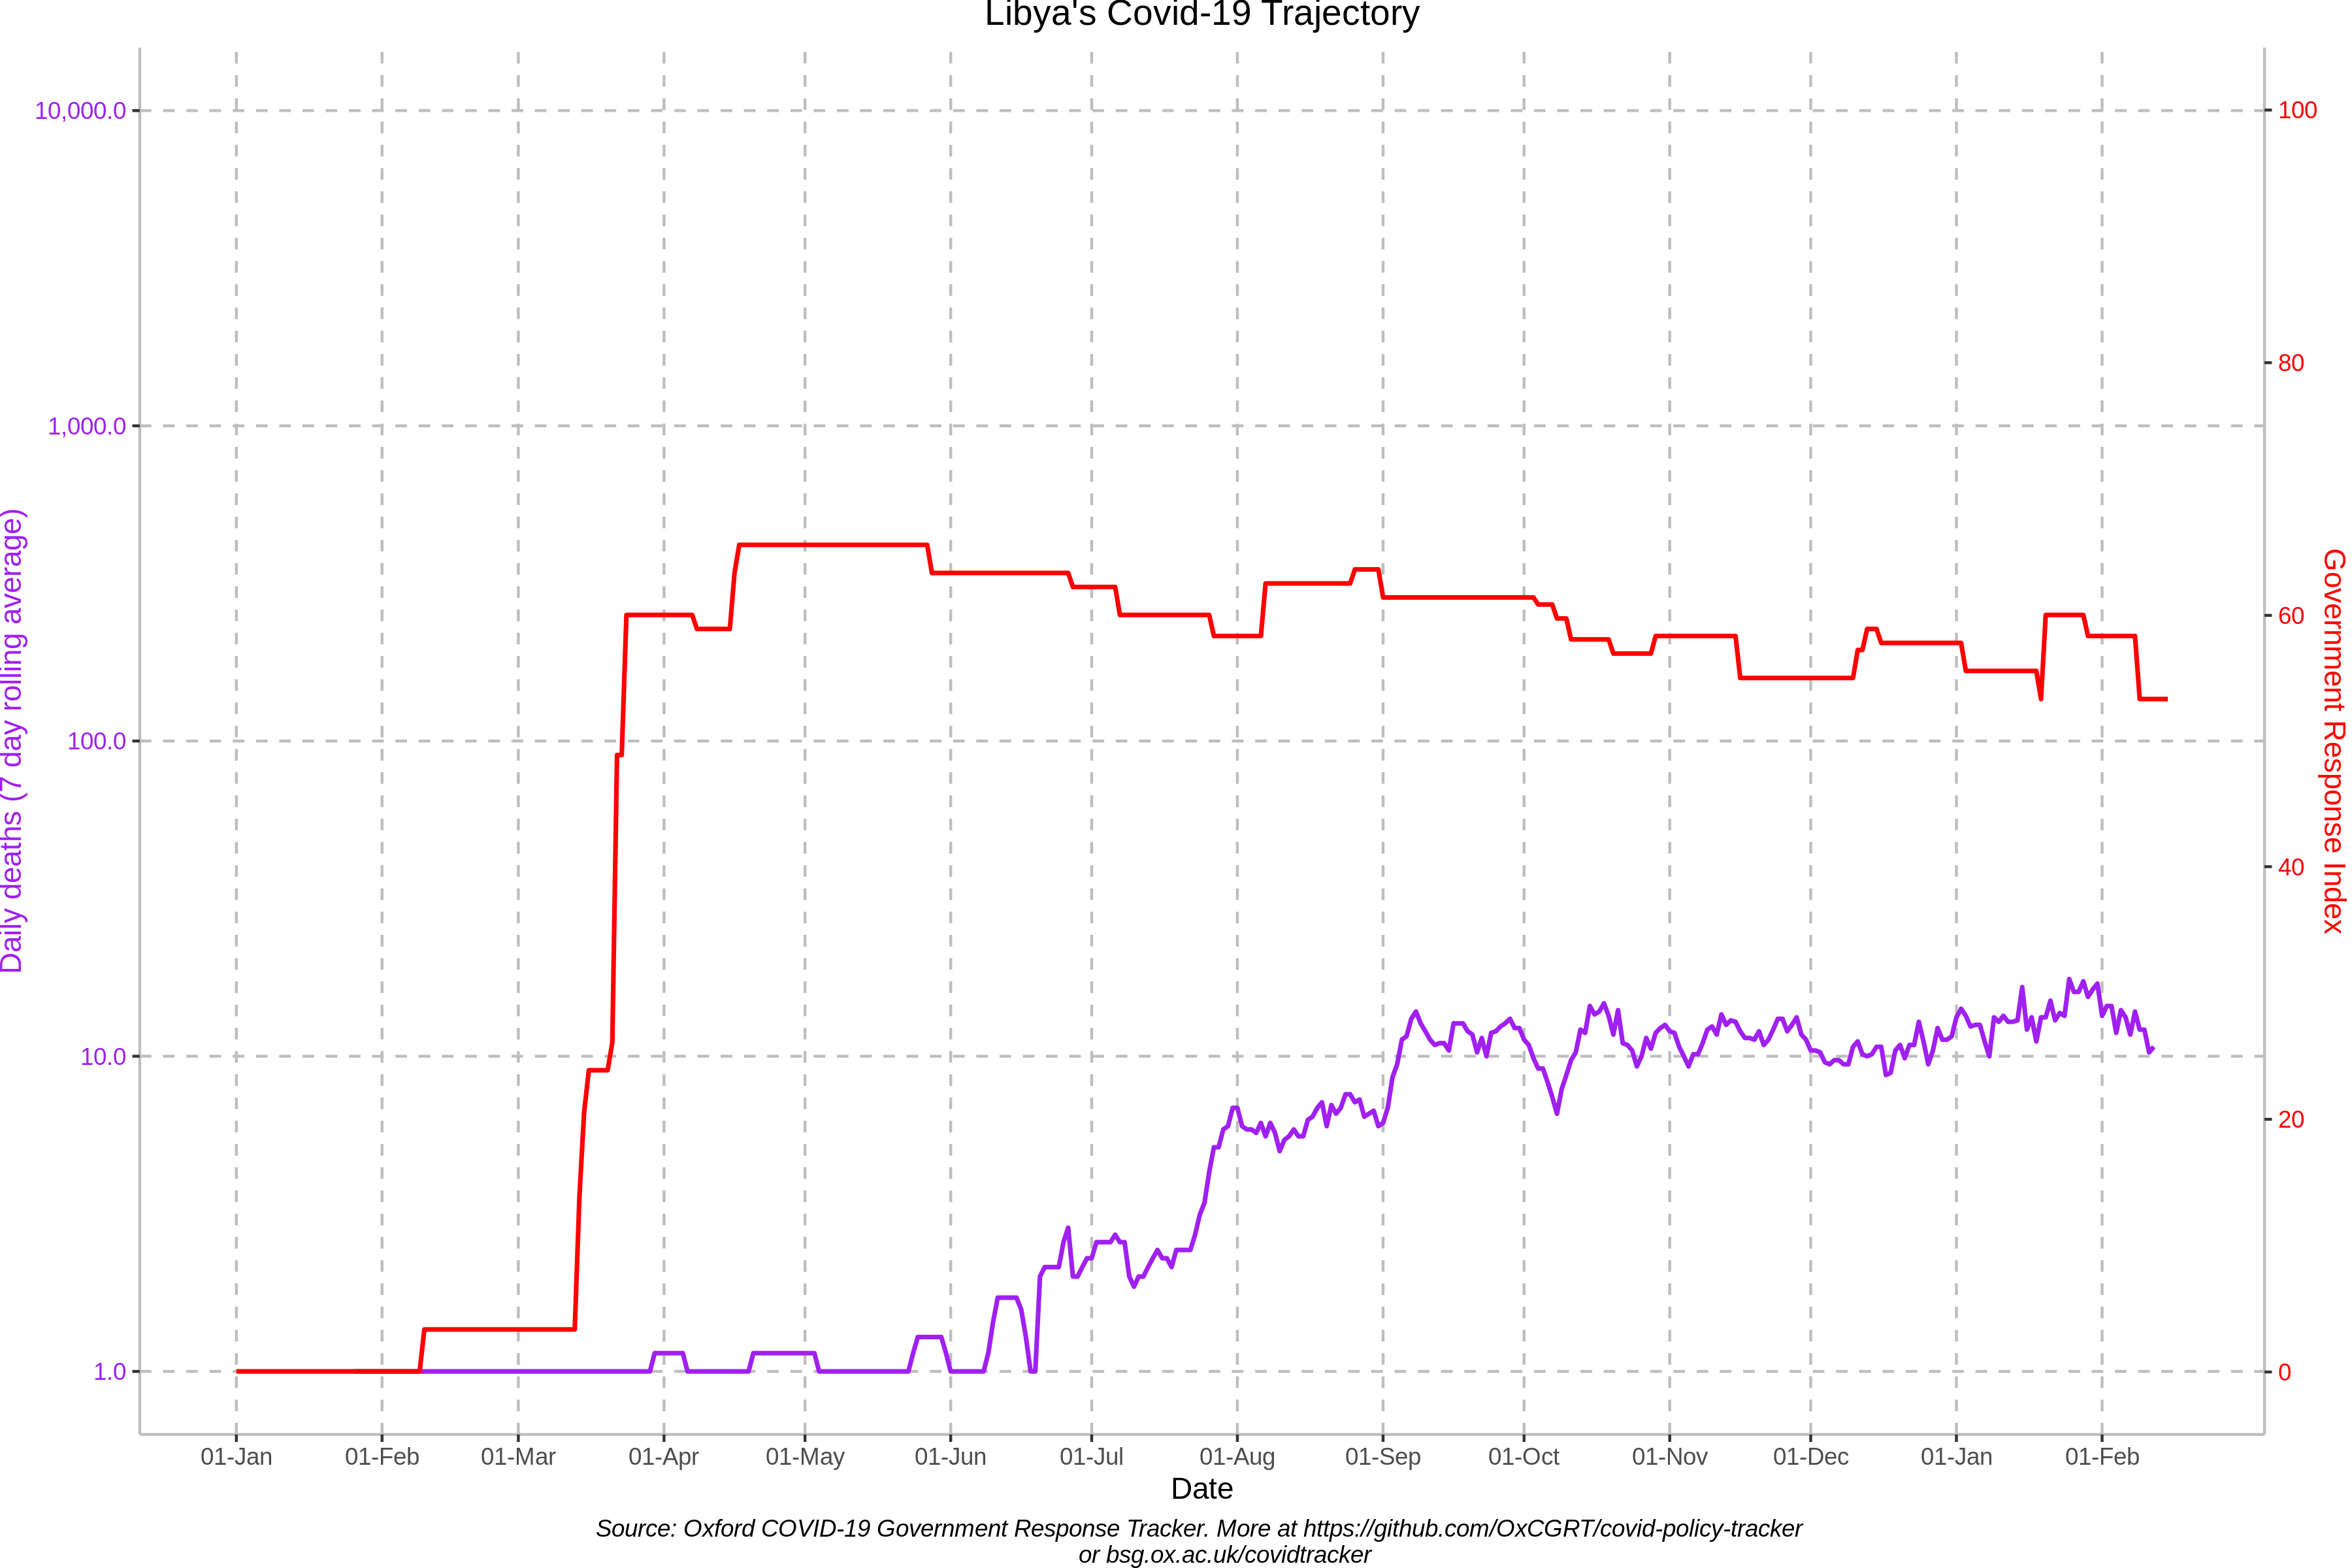 Libya's Covid-19 Trajectory
10,000.0
1,000.0
100.0
10.0
1.0
Daily deaths (7 day rolling average)
100
80
60
40
20
0
Government Response Index
01-Jan
01-Feb
01-Mar
01-Apr
01-May
01-Jun
01-Jul
01-Aug
01-Sep
01-Oct
01-Nov
01-Dec
01-Jan
01-Feb
Date
Source: Oxford COVID-19 Government Response Tracker. More at https://github.com/OxCGRT/covid-policy-tracker
or bsg.ox.ac.uk/covidtracker